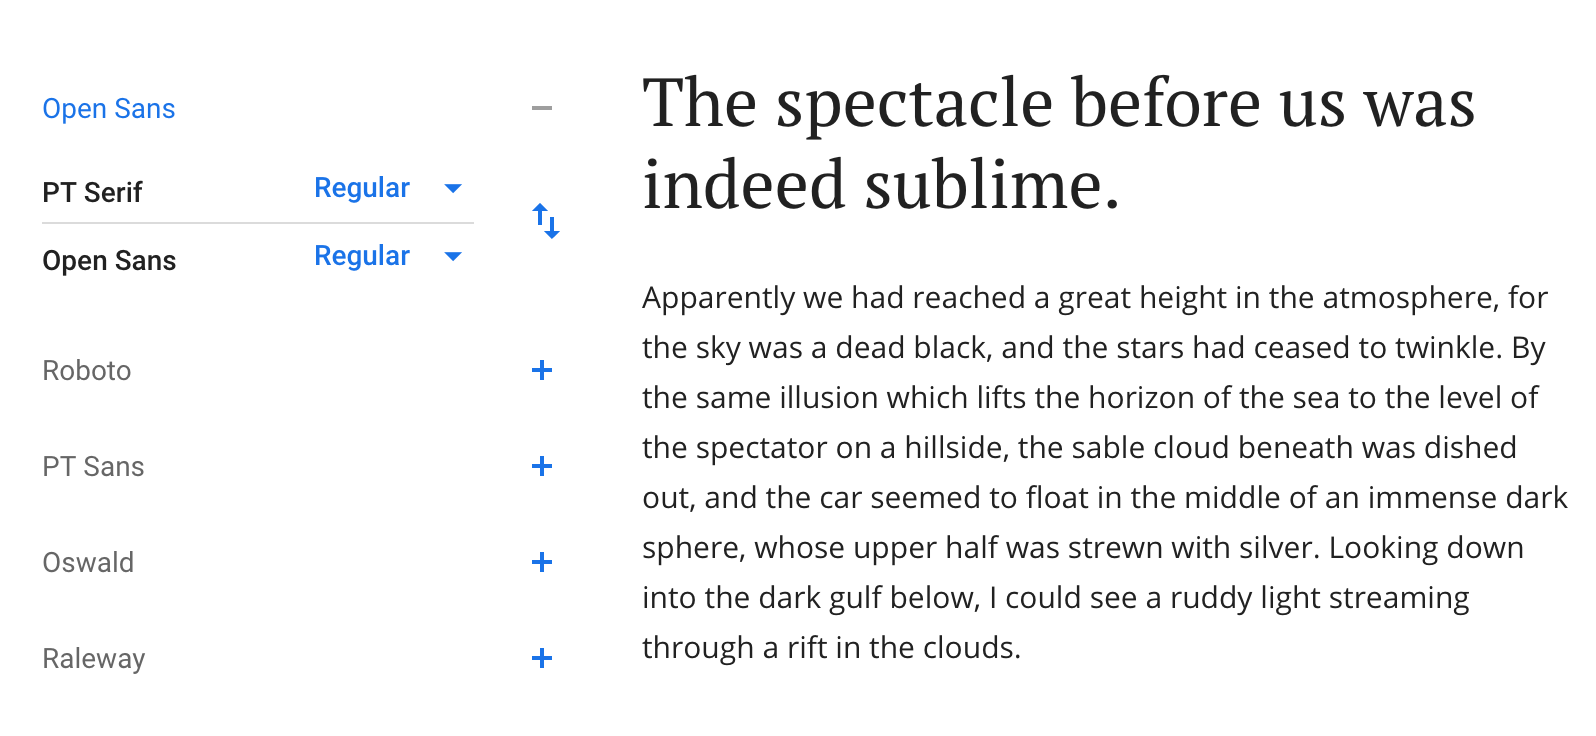 Open Sans
PT Serif Regular
Open Sans Regular
Roboto
PT Sans
Oswald
Raleway
The spectacle before us was
indeed sublime.
Apparently we had reached a great height in the atmosphere, for
the sky was a dead black, and the stars had ceased to twinkle. By
the same illusion which lifts the horizon of the sea to the level of
the spectator on a hillside, the sable cloud beneath was dished
out, and the car seemed to float in the middle of an immense dark
sphere, whose upper half was strewn with silver. Looking down
into the dark gulf below, I could see a ruddy light streaming
through a rift in the clouds.